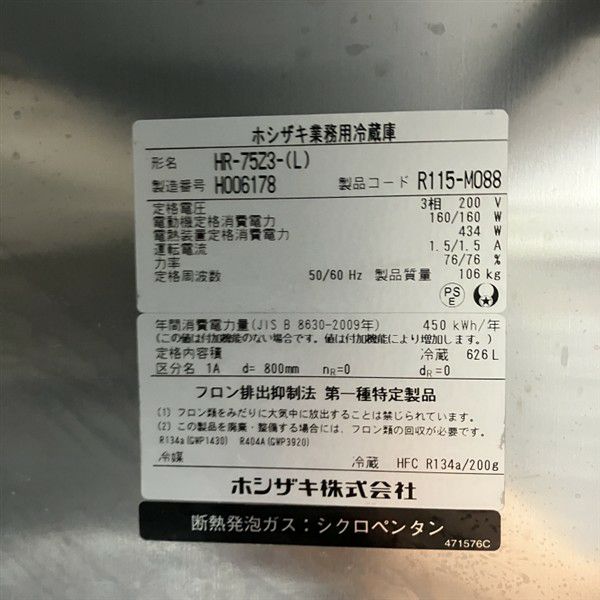 ホシザキ業務用冷蔵庫
形名 HR-75Z3-(L)
製造番号 H006178 製品コード R115-M088
定格電圧 3相 200 V
電動機定格消費電力 160/160 W
電熱装置定格消費電力 434 W
運転電流 1.5/1.5 A
力率 76/76 %
定格周波数 50/60 Hz 製品質量 106 kg
PS
E
年間消費電力量(JIS B 8630-2009年) 450 kWh/年
(この値は付加機能のない場合です。値は付加機能により増加します。)
定格内容積 冷蔵 626 L
区分名 1A d= 800mm nR=0 dR=0
フロン排出抑制法 第一種特定製品
(1) フロン類をみだりに大気中に放出することは禁じられています。
(2) この製品を廃棄・整備する場合には、フロン類の回収が必要です。
R134a(GWP1430) R404A(GWP3920)
冷媒 冷蔵 HFC R134a/200g
ホシザキ株式会社
断熱発泡ガス：シクロペンタン
471576C